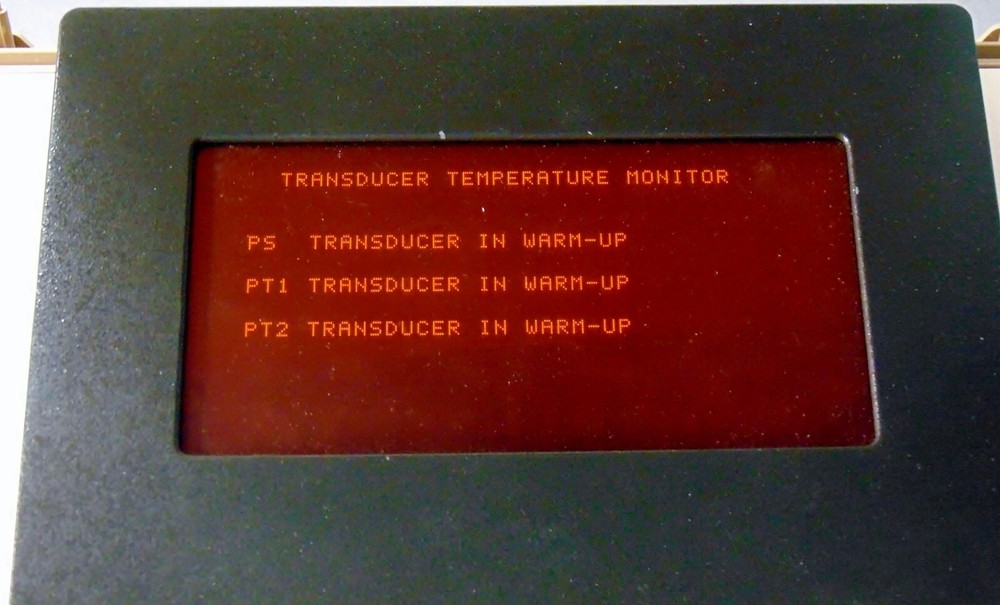 TRANSDUCER TEMPERATURE MONITOR
PS TRANSDUCER IN WARM-UP
PT1 TRANSDUCER IN WARM-UP
PT2 TRANSDUCER IN WARM-UP